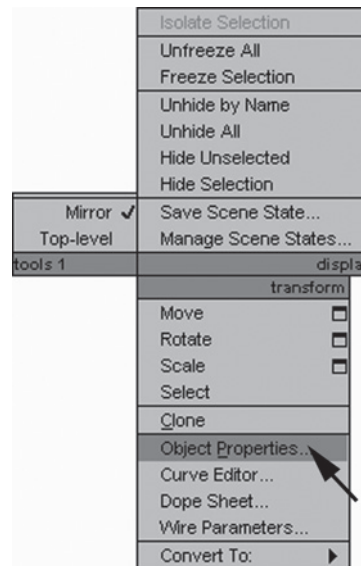 Isolate Selection
Unfreeze All
Freeze Selection
Unhide by Name
Unhide All
Hide Unselected
Hide Selection
Mirror Save Scene State...
Top-level Manage Scene States...
tools 1 displa
transform
Move
Rotate
Scale
Select
Clone
Object Properties...
Curve Editor...
Dope Sheet...
Wire Parameters...
Convert To: